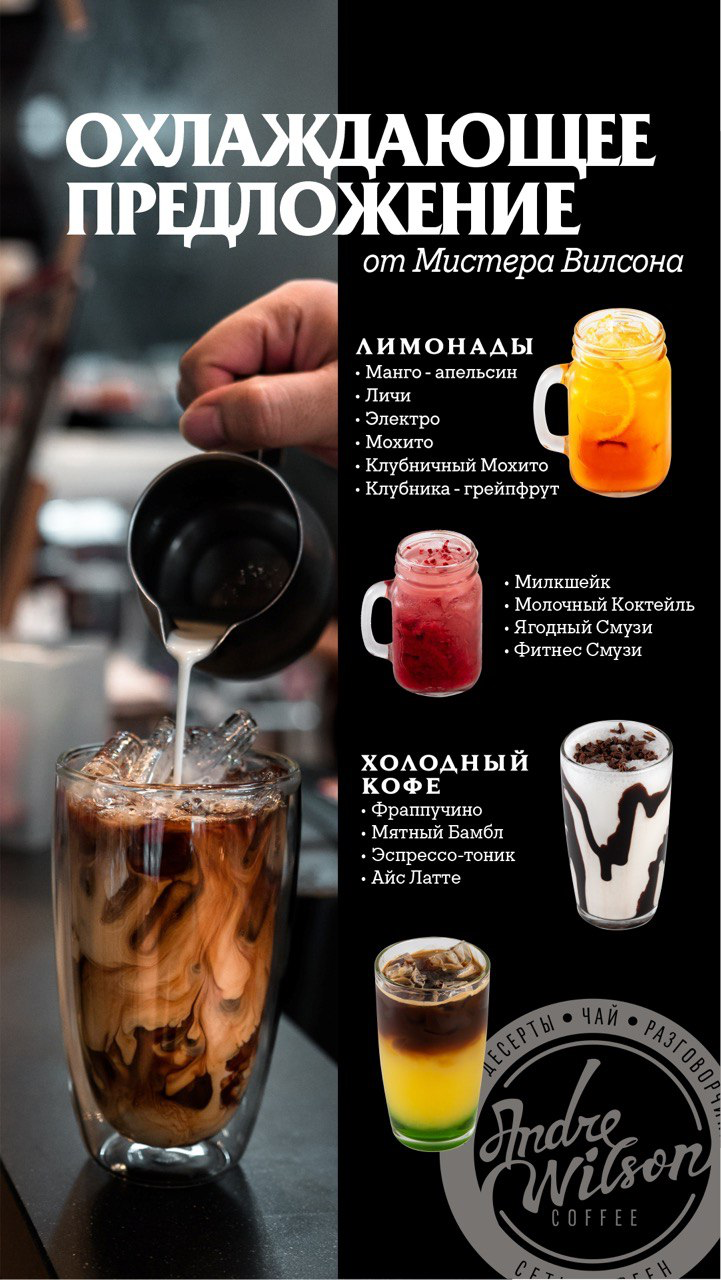 ОХЛАЖДАЮЩЕЕ
ПРЕДЛОЖЕНИЕ
от Мистера Вилсона
ЛИМОНАДЫ
• Манго - апельсин
• Личи
• Электро
• Мохито
• Клубничный Мохито
• Клубника - грейпфрут
• Милкшейк
• Молочный Коктейль
• Ягодный Смузи
• Фитнес Смузи
ХОЛОДНЫЙ
КОФЕ
• Фраппучино
• Мятный Бамбл
• Эспрессо-тоник
• Айс Латте
ДЕСЕРТЫ • ЧАЙ •
Andre
Wilson
COFFEE